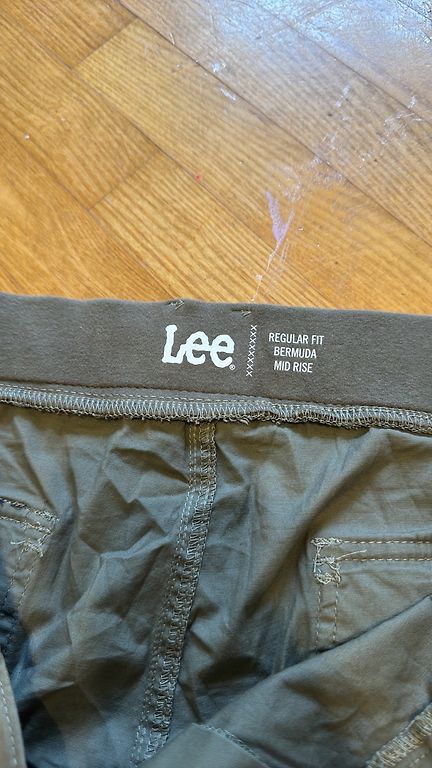 Lee®
REGULAR FIT
BERMUDA
MID RISE